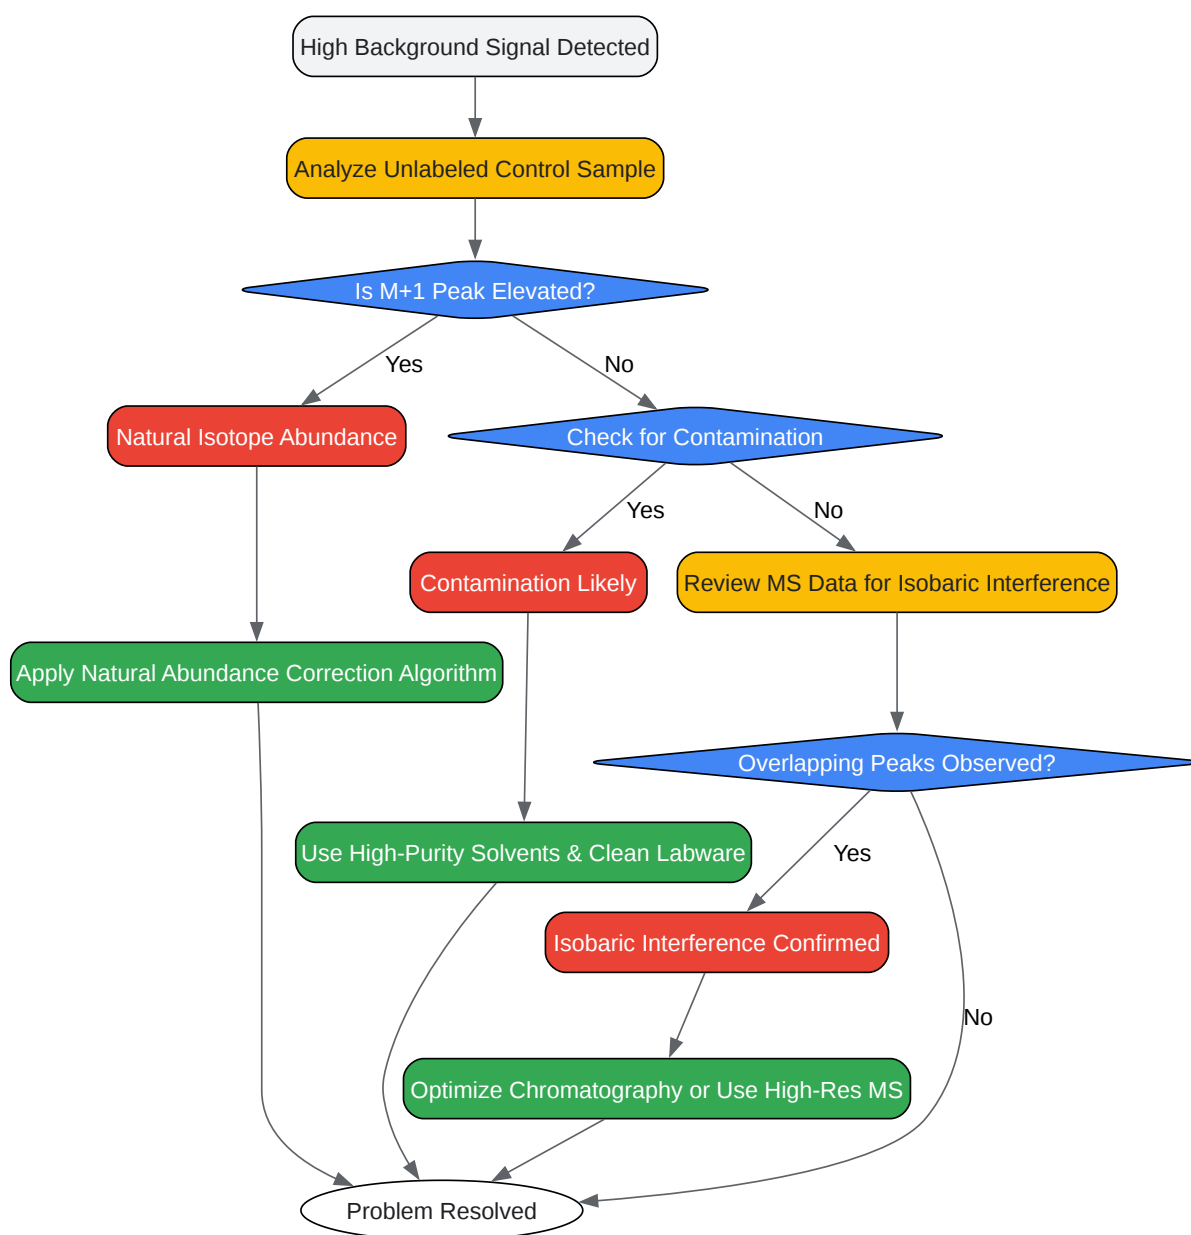 High Background Signal Detected
Analyze Unlabeled Control Sample
Is M+1 Peak Elevated?
Yes
No
Natural Isotope Abundance
Check for Contamination
Yes
No
Contamination Likely
Review MS Data for Isobaric Interference
Apply Natural Abundance Correction Algorithm
Overlapping Peaks Observed?
Use High-Purity Solvents & Clean Labware
Yes
Isobaric Interference Confirmed
No
Optimize Chromatography or Use High-Res MS
Problem Resolved